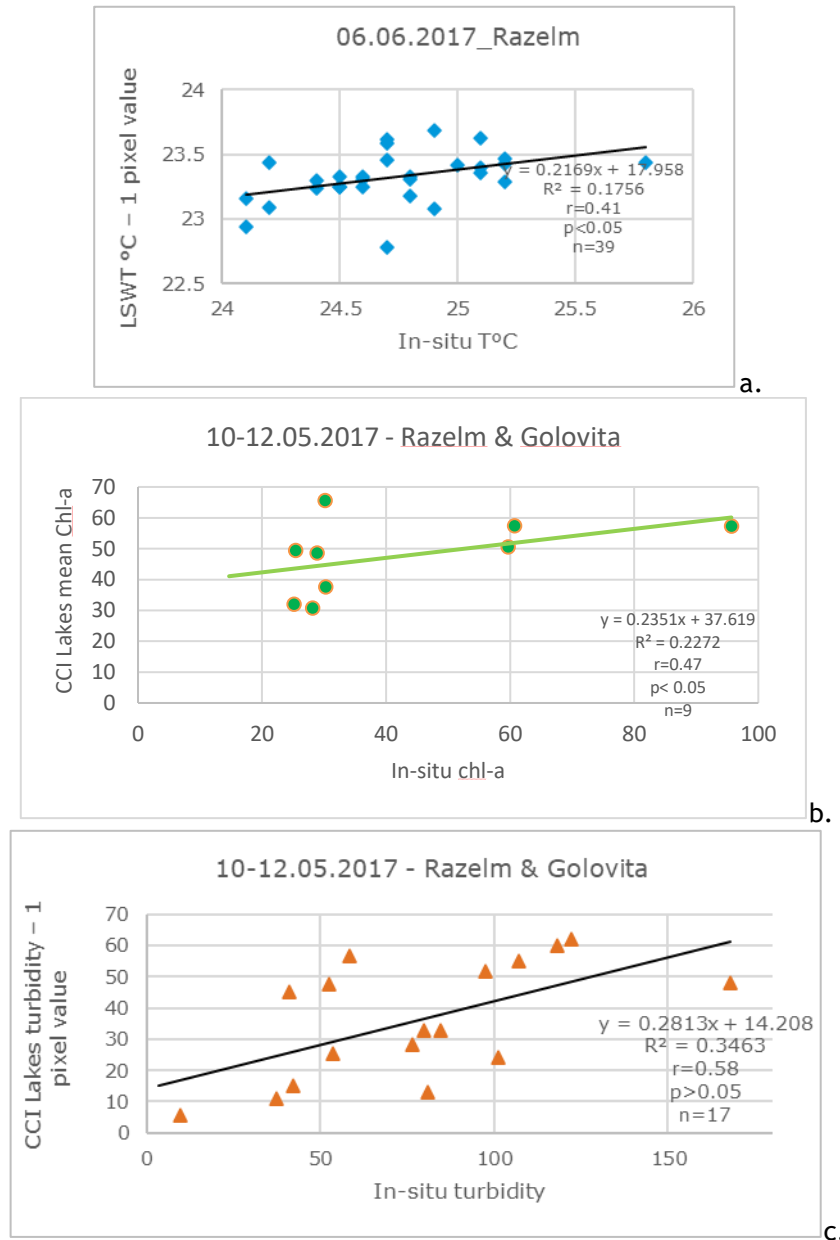 06.06.2017_Razelm
LSWT ºC – 1 pixel value
24
23.5
23
22.5
y = 0.2169x + 17.958
R² = 0.1756
r=0.41
p<0.05
n=39
24
24.5
25
25.5
26
In-situ TºC
a.
10-12.05.2017 - Razelm & Golovita
CCI Lakes mean Chl-a
70
60
50
40
30
20
10
0
y = 0.2351x + 37.619
R² = 0.2272
r=0.47
p< 0.05
n=9
0
20
40
60
80
100
In-situ chl-a
b.
10-12.05.2017 - Razelm & Golovita
CCI Lakes turbidity – 1
pixel value
70
60
50
40
30
20
10
0
y = 0.2813x + 14.208
R² = 0.3463
r=0.58
p>0.05
n=17
0
50
100
150
In-situ turbidity
c.